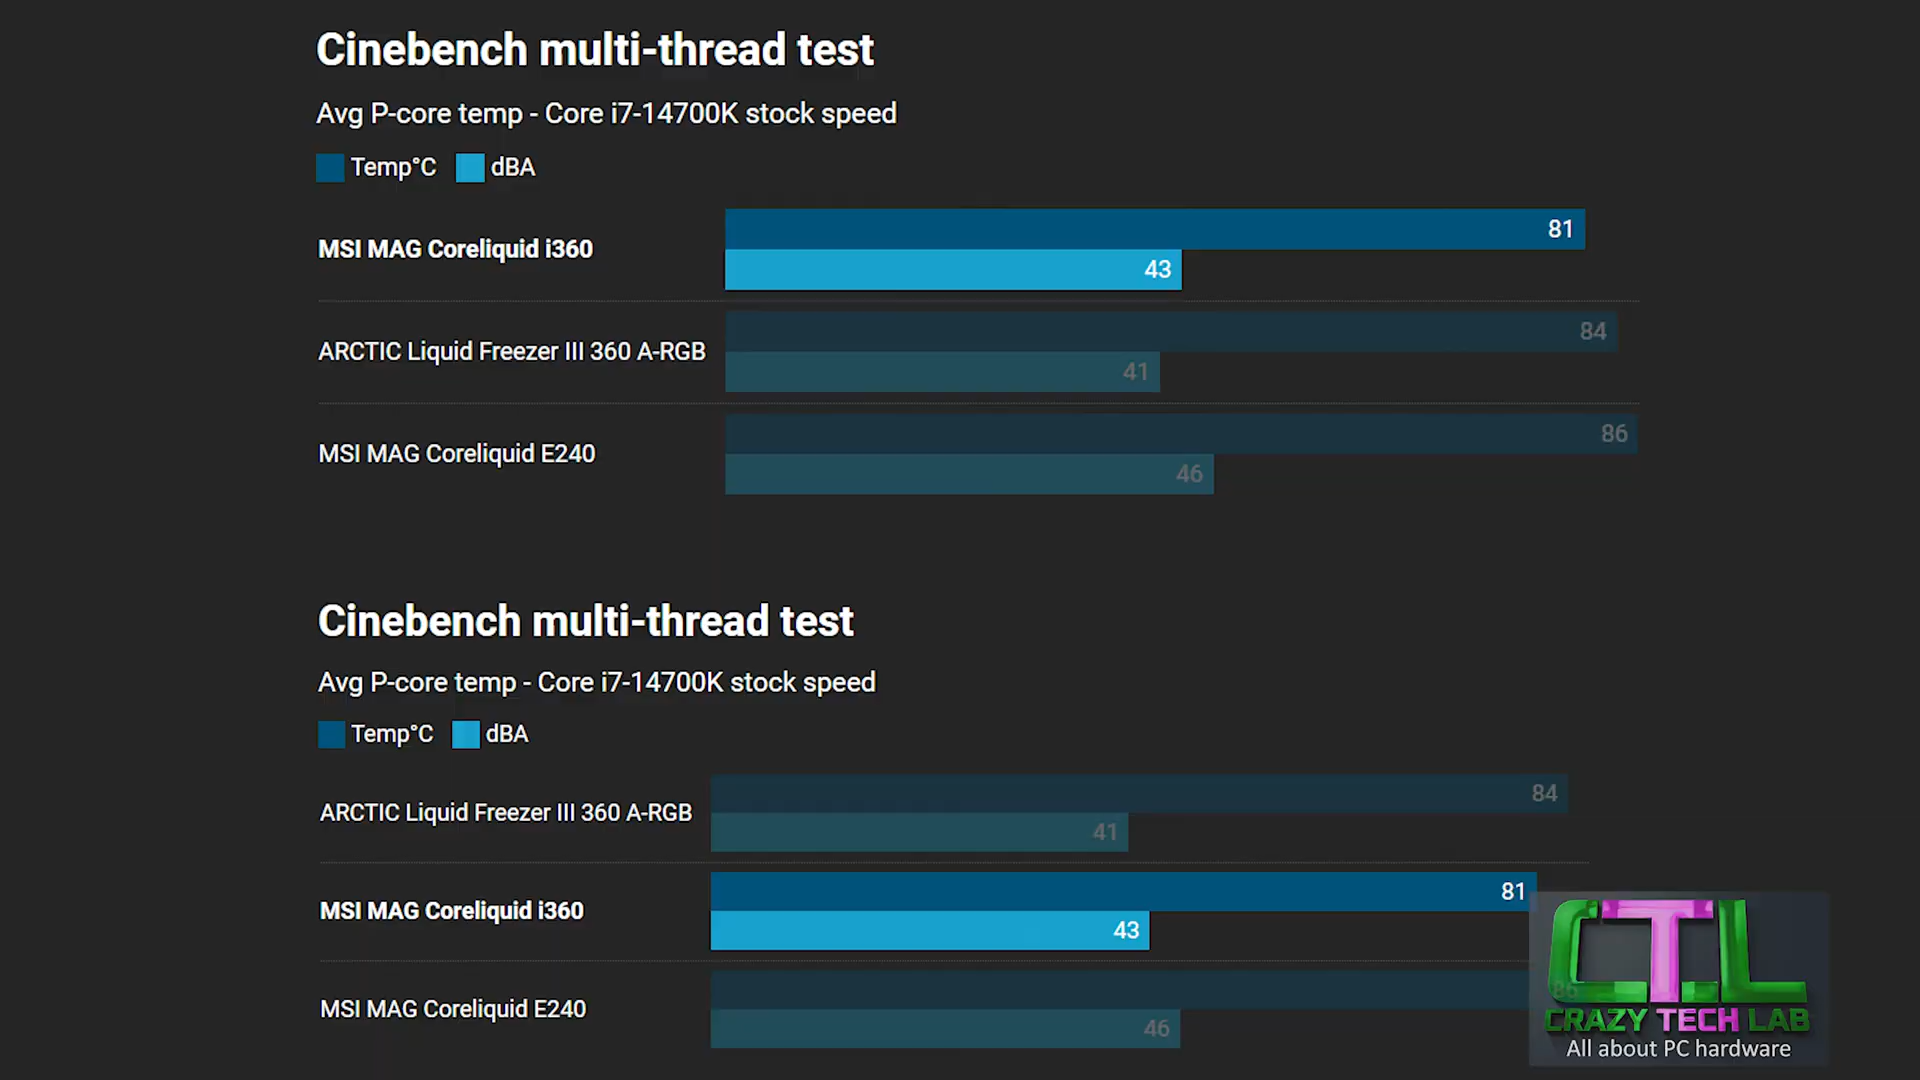 Cinebench multi-thread test
Avg P-core temp - Core i7-14700K stock speed
Temp°C dBA
MSI MAG Coreliquid i360
81
43
ARCTIC Liquid Freezer III 360 A-RGB
84
41
MSI MAG Coreliquid E240
86
46
Cinebench multi-thread test
Avg P-core temp - Core i7-14700K stock speed
Temp°C dBA
ARCTIC Liquid Freezer III 360 A-RGB
84
41
MSI MAG Coreliquid i360
81
43
MSI MAG Coreliquid E240
86
46
CTL
CRAZY TECH LAB
All about PC hardware